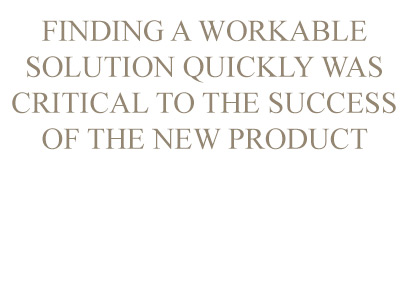 FINDING A WORKABLE
SOLUTION QUICKLY WAS
CRITICAL TO THE SUCCESS
OF THE NEW PRODUCT